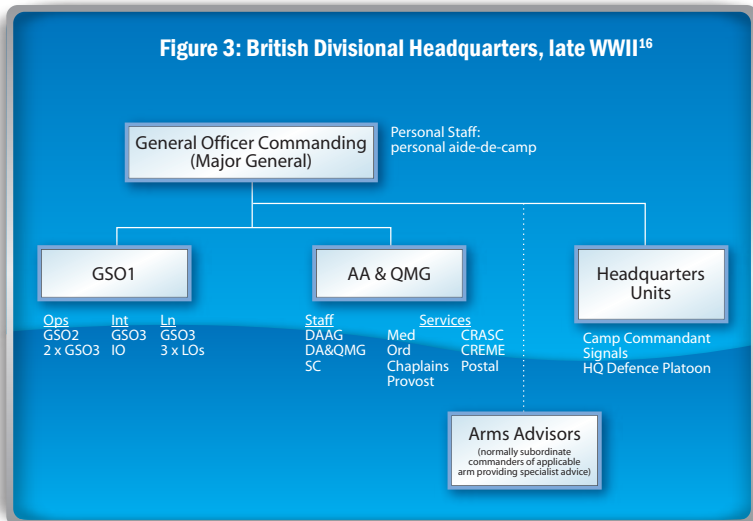 Figure 3: British Divisional Headquarters, late WWII16
General Officer Commanding
(Major General)
Personal Staff:
personal aide-de-camp
GSO1
AA & QMG
Headquarters
Units
Ops
GSO2
2 x GSO3
Int
GSO3
IO
Ln
GSO3
3 x LOs
Staff
DAAG
DA&QMG
SC
Services
Med
Ord
Chaplains
Provost
CRASC
CREME
Postal
Camp Commandant
Signals
HQ Defence Platoon
Arms Advisors
(normally subordinate
commanders of applicable
arm providing specialist advice)